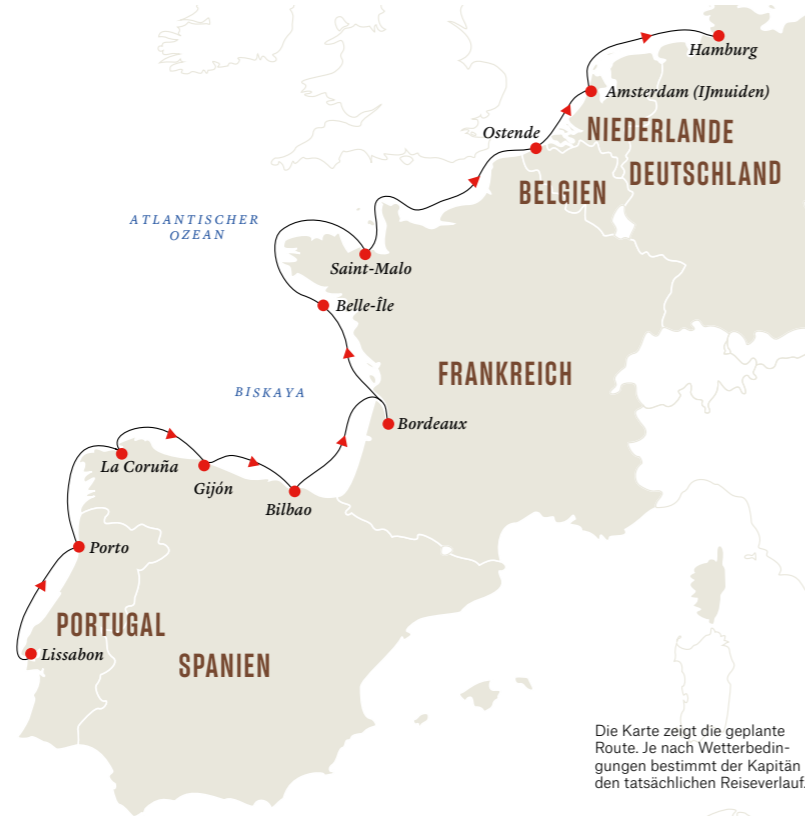 Hamburg
Amsterdam (IJmuiden)
Ostende
NIEDERLANDE
DEUTSCHLAND
BELGIEN
ATLANTISCHER
OZEAN
Saint-Malo
Belle-Île
FRANKREICH
BISKAYA
Bordeaux
La Coruña
Gijón
Bilbao
Porto
PORTUGAL
Lissabon
SPANIEN
Die Karte zeigt die geplante
Route. Je nach Wetterbedin-
gungen bestimmt der Kapitän
den tatsächlichen Reiseverlauf.